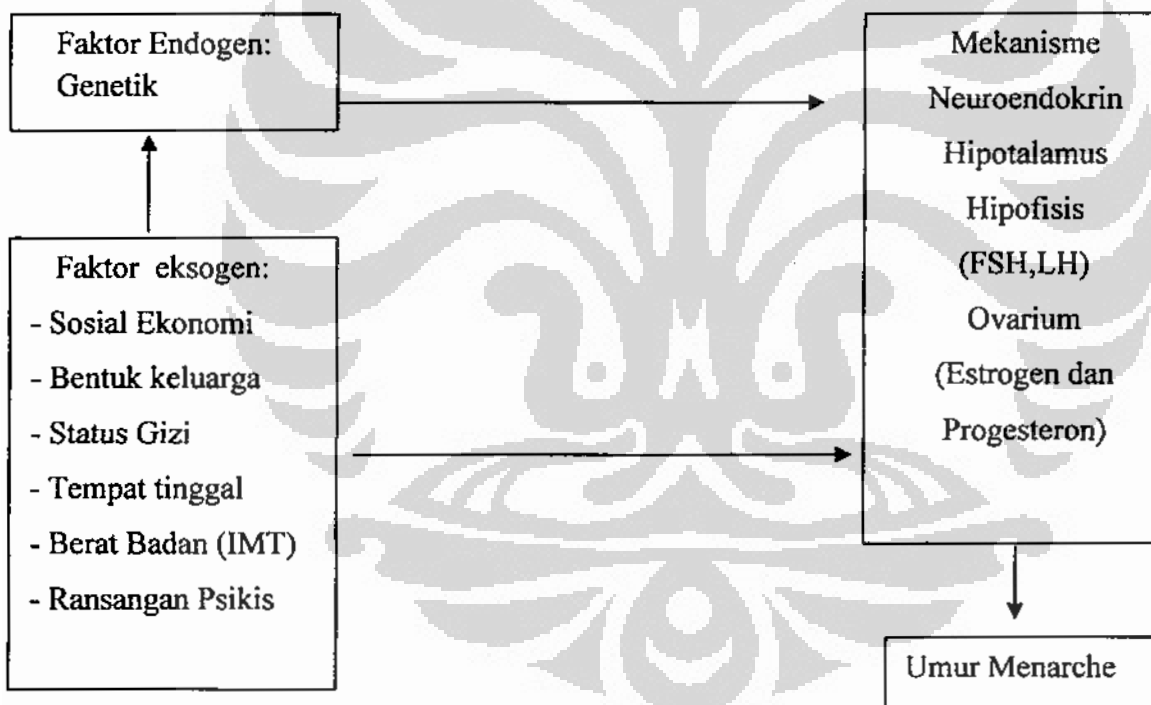 Faktor Endogen:
Genetik
Faktor eksogen:
- Sosial Ekonomi
- Bentuk keluarga
- Status Gizi
- Tempat tinggal
- Berat Badan (IMT)
- Ransangan Psikis
Mekanisme
Neuroendokrin
Hipotalamus
Hipofisis
(FSH,LH)
Ovarium
(Estrogen dan
Progesteron)
Umur Menarche